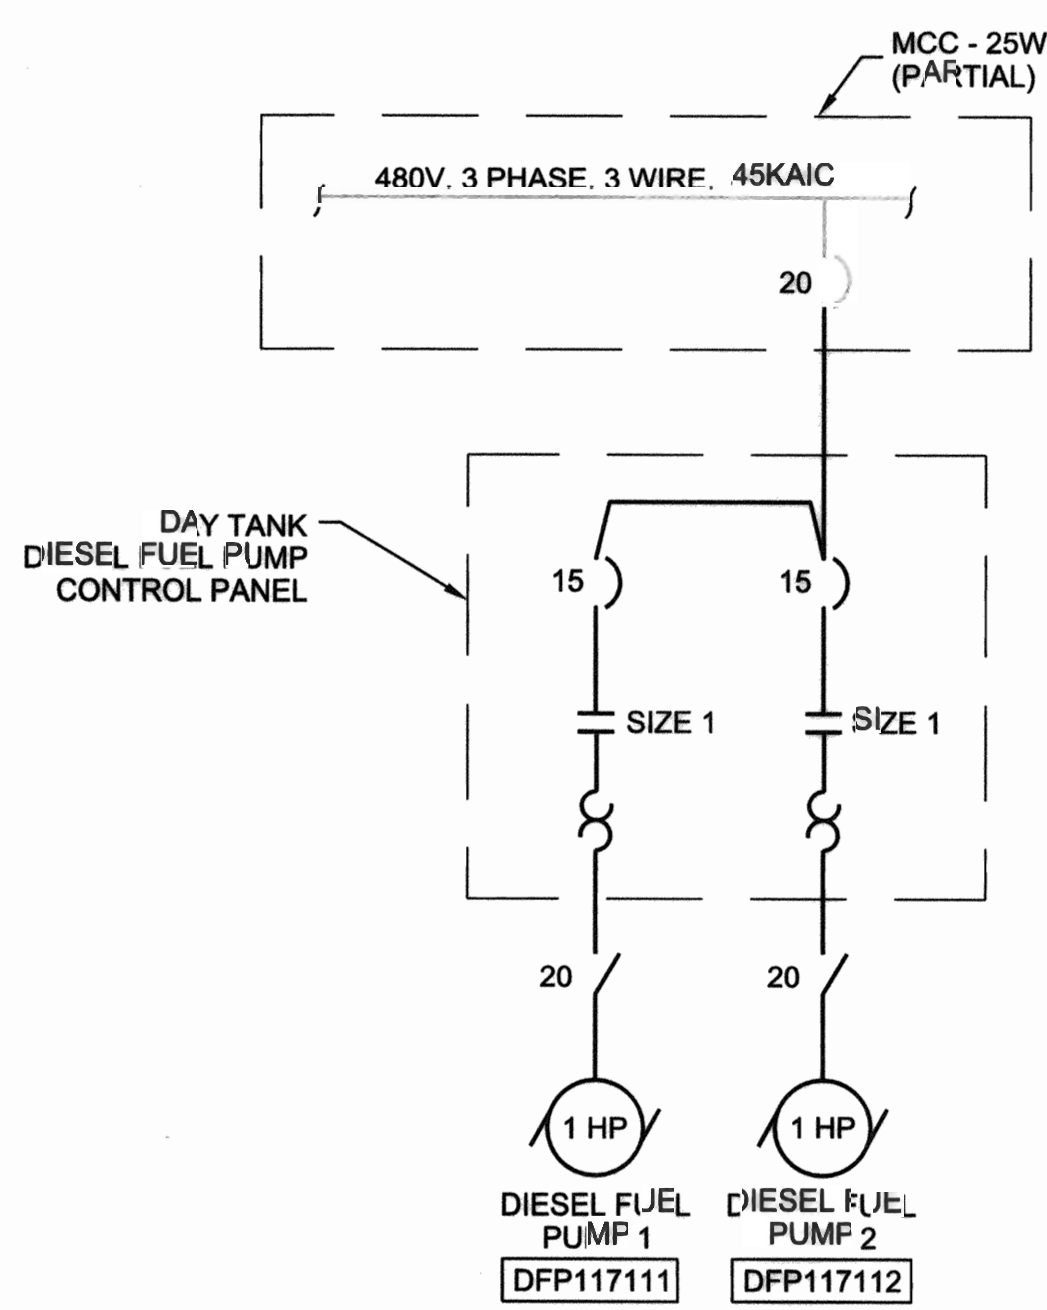 MCC - 25W
(PARTIAL)
480V, 3 PHASE, 3 WIRE, 45KAIC
20
DAY TANK
DIESEL FUEL PUMP
CONTROL PANEL
15
15
SIZE 1
SIZE 1
20
20
1 HP
1 HP
DIESEL FUEL
PUMP 1
DFP117111
DIESEL FUEL
PUMP 2
DFP117112